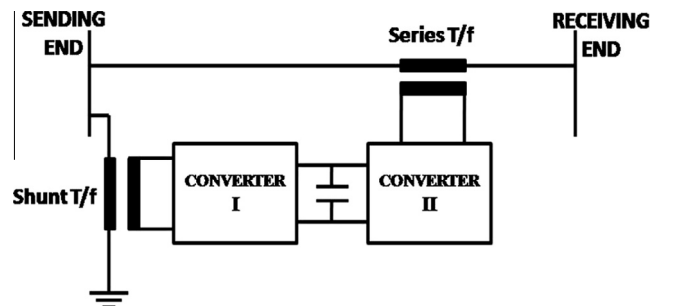 SENDING
END
Series T/f
RECEIVING
END
Shunt T/f
CONVERTER
I
CONVERTER
II